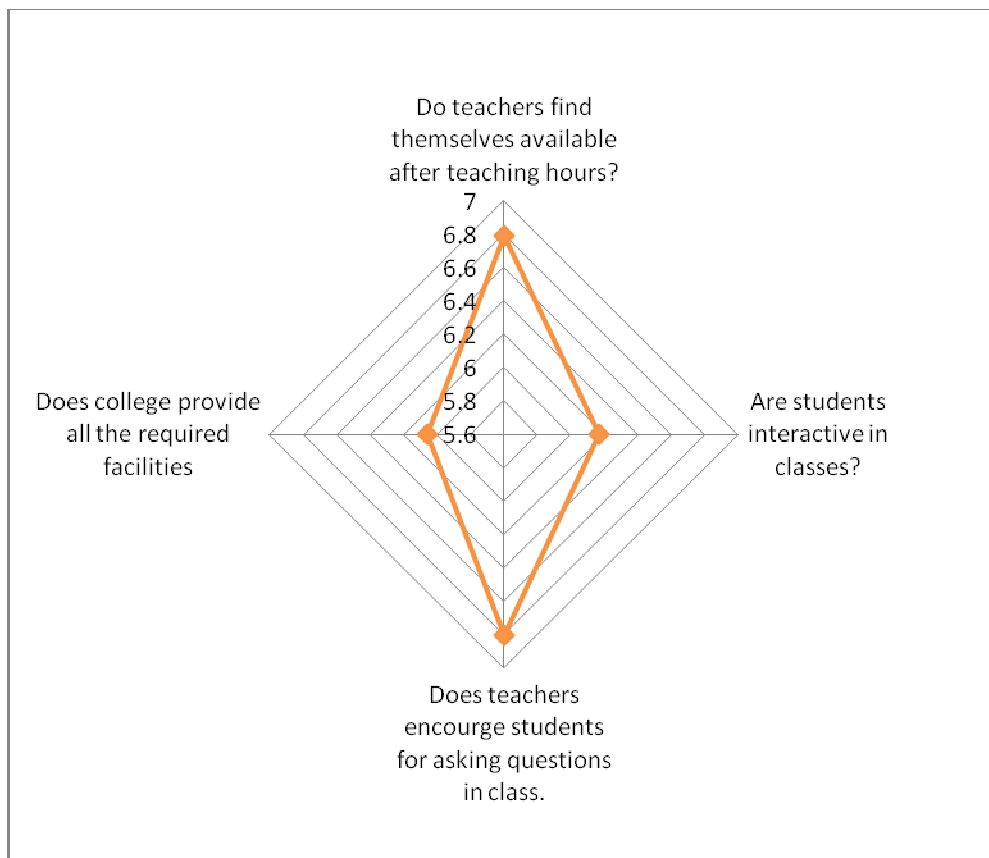 Do teachers find
themselves available
after teaching hours?
7
6.8
6.6
6.4
6.2
6
5.8
5.6
Does college provide
all the required
facilities
Are students
interactive in
classes?
Does teachers
encourge students
for asking questions
in class.